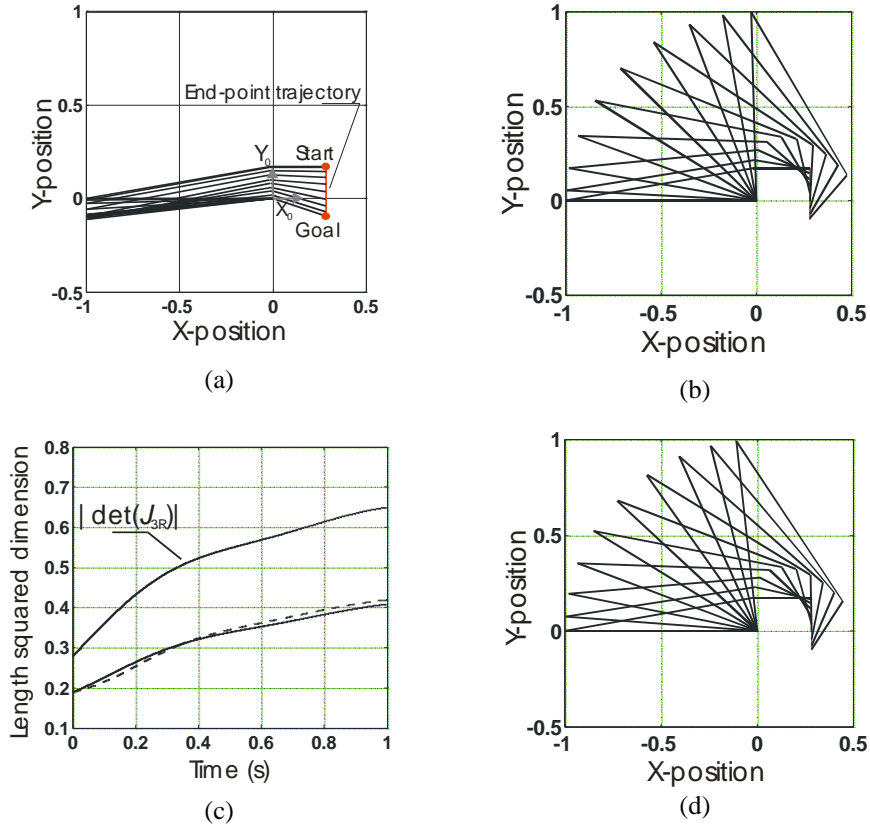 1
0.5
0
-0.5
-1
-0.5
0
0.5
Y-position
X-position
End-point trajectory
Y0
Start
X0
Goal
(a)
1
0.5
0
-0.5
-1
-0.5
0
0.5
Y-position
X-position
(b)
0.8
0.7
0.6
0.5
0.4
0.3
0.2
0.1
0
0.2
0.4
0.6
0.8
1
Length squared dimension
| det(J3R)|
Time (s)
(c)
1
0.5
0
-0.5
-1
-0.5
0
0.5
Y-position
X-position
(d)